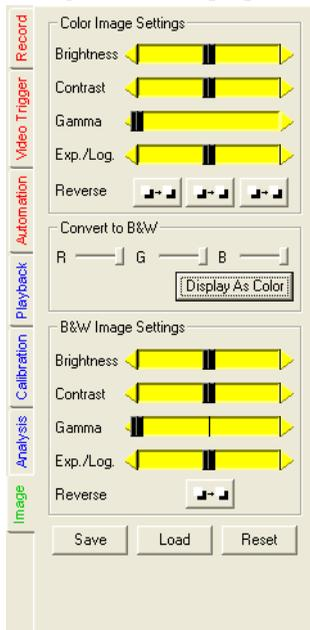 Record
Video Trigger
Automation
Playback
Calibration
Analysis
Image
Color Image Settings
Brightness
Contrast
Gamma
Exp./Log.
Reverse
Convert to B&W
R G B
Display As Color
B&W Image Settings
Brightness
Contrast
Gamma
Exp./Log.
Reverse
Save Load Reset